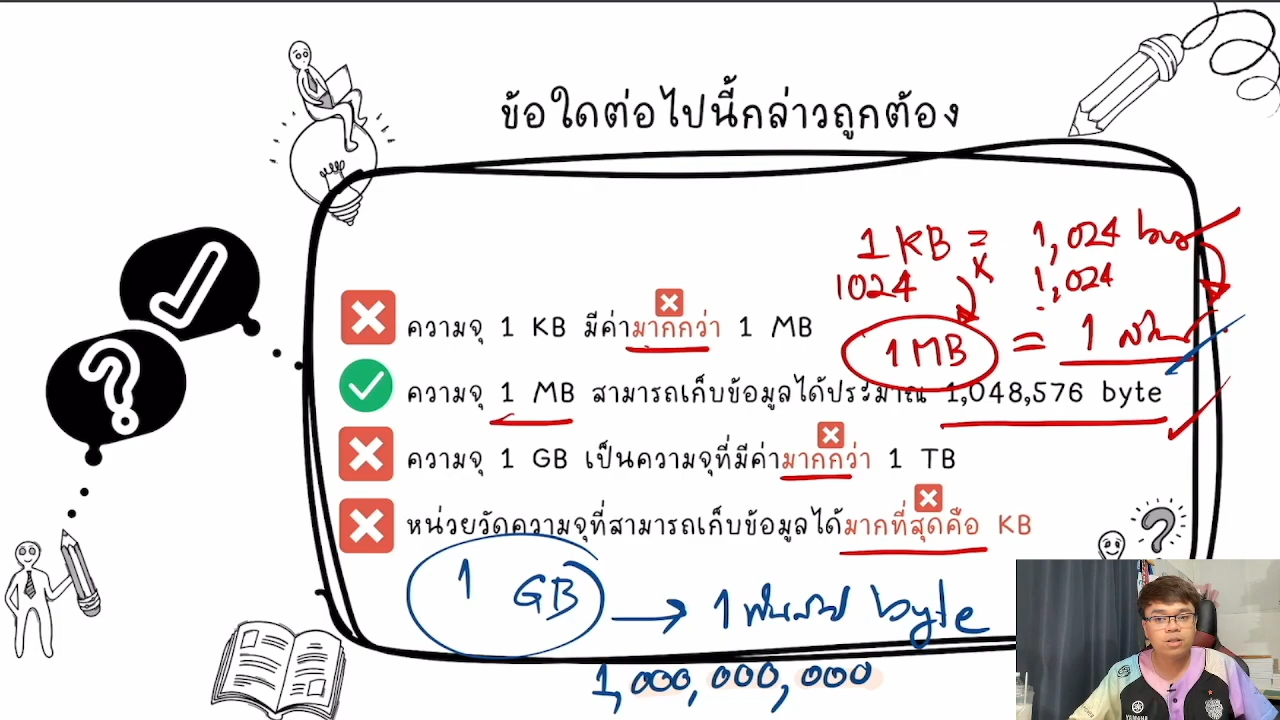 ข้อใดต่อไปนี้กล่าวถูกต้อง
1 KB = 1,024
1024 x 1,024
ความจุ 1 KB มีค่ามากกว่า 1 MB
1 MB = 1 ล้าน
ความจุ 1 MB สามารถเก็บข้อมูลได้ประมาณ 1,048,576 byte
ความจุ 1 GB เป็นความจุที่มีค่ามากกว่า 1 TB
หน่วยวัดความจุที่สามารถเก็บข้อมูลได้มากที่สุดคือ KB
1 GB → 1 พันล้าน byte
1,000,000,000
YAMAHA